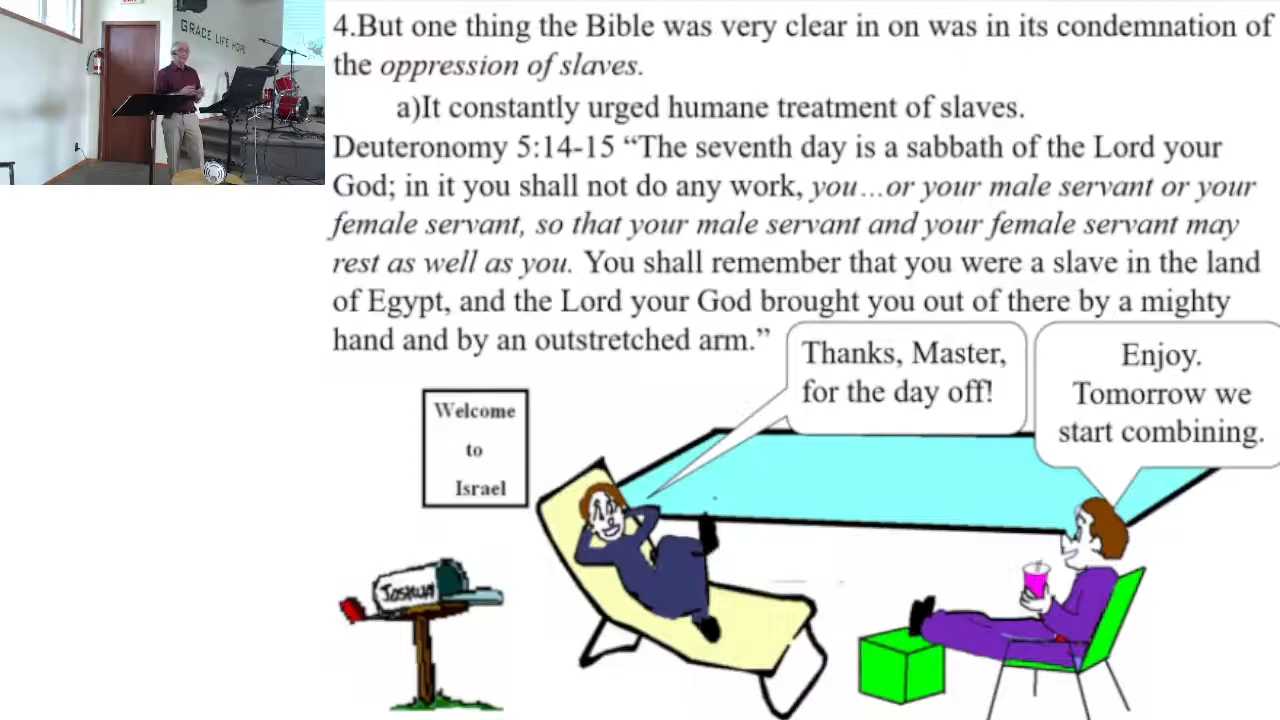 GRACE LIFE HOPE
4.But one thing the Bible was very clear in on was in its condemnation of
the oppression of slaves.
a)It constantly urged humane treatment of slaves.
Deuteronomy 5:14-15 “The seventh day is a sabbath of the Lord your
God; in it you shall not do any work, you…or your male servant or your
female servant, so that your male servant and your female servant may
rest as well as you. You shall remember that you were a slave in the land
of Egypt, and the Lord your God brought you out of there by a mighty
hand and by an outstretched arm.”
Thanks, Master,
for the day off!
Enjoy.
Tomorrow we
start combining.
Welcome
to
Israel
JOSHUA